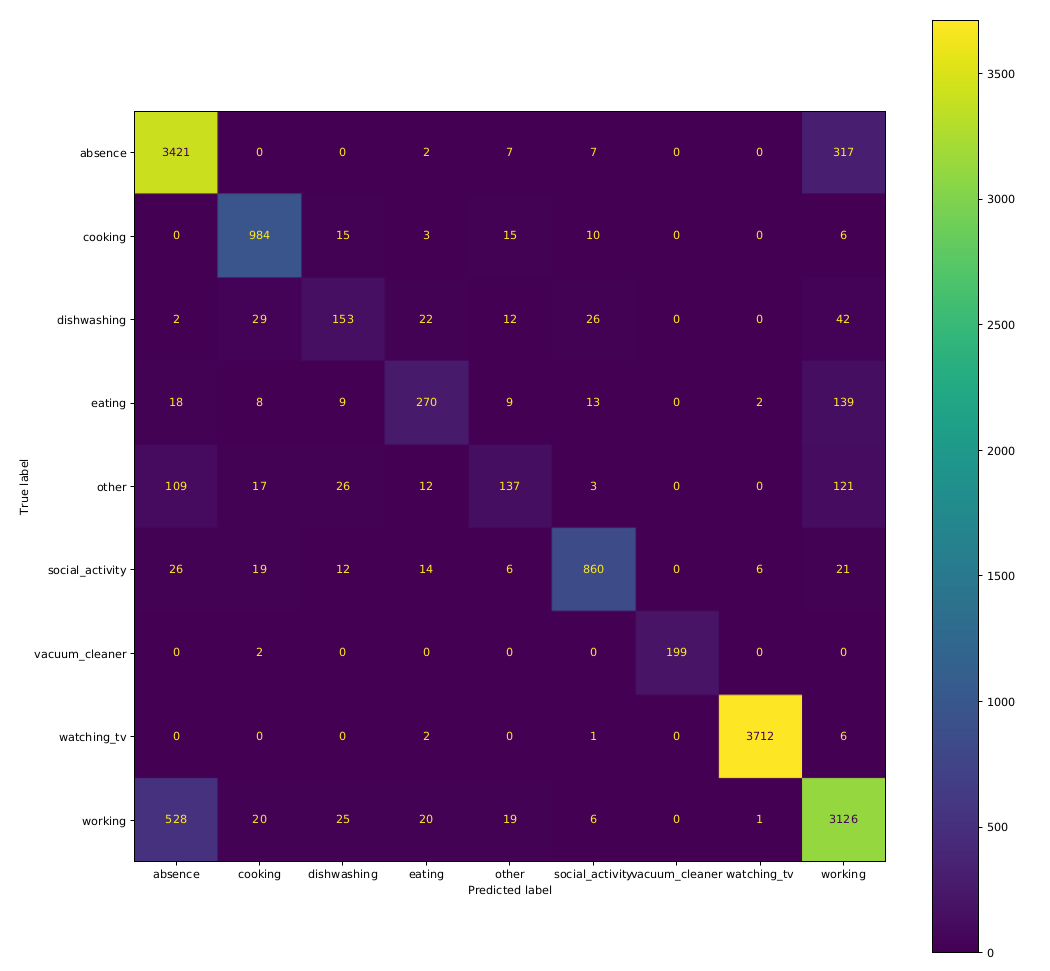 3500
absence 3421 0 0 2 7 7 0 0 317
3000
cooking 0 984 15 3 15 10 0 0 6
2500
dishwashing 2 29 153 22 12 26 0 0 42
eating 18 8 9 270 9 13 0 2 139
2000
True label
other 109 17 26 12 137 3 0 0 121
1500
social_activity 26 19 12 14 6 860 0 6 21
vacuum_cleaner 0 2 0 0 0 0 199 0 0
1000
watching_tv 0 0 0 2 0 1 0 3712 6
500
working 528 20 25 20 19 6 0 1 3126
absence cooking dishwashing eating other social_activity vacuum_cleaner watching_tv working
Predicted label
0